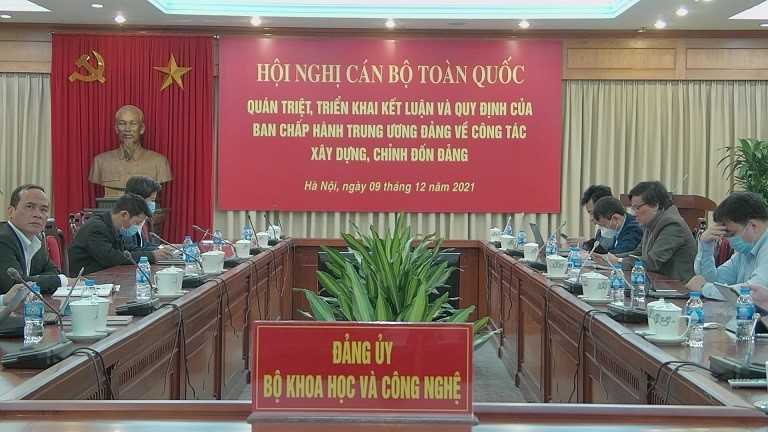 HỘI NGHỊ CÁN BỘ TOÀN QUỐC
QUÁN TRIỆT, TRIỂN KHAI KẾT LUẬN VÀ QUY ĐỊNH CỦA
BAN CHẤP HÀNH TRUNG ƯƠNG ĐẢNG VỀ CÔNG TÁC
XÂY DỰNG, CHỈNH ĐỐN ĐẢNG
Hà Nội, ngày 09 tháng 12 năm 2021
ĐẢNG ỦY
BỘ KHOA HỌC VÀ CÔNG NGHỆ